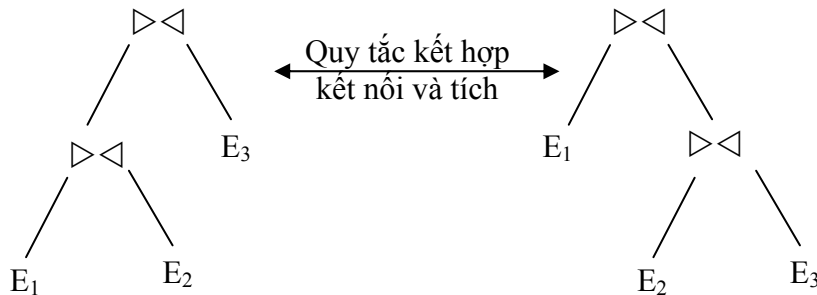 ▷◁
▷◁
Quy tắc kết hợp
kết nối và tích
E₃
E₁
▷◁
▷◁
E₁
E₂
E₂
E₃